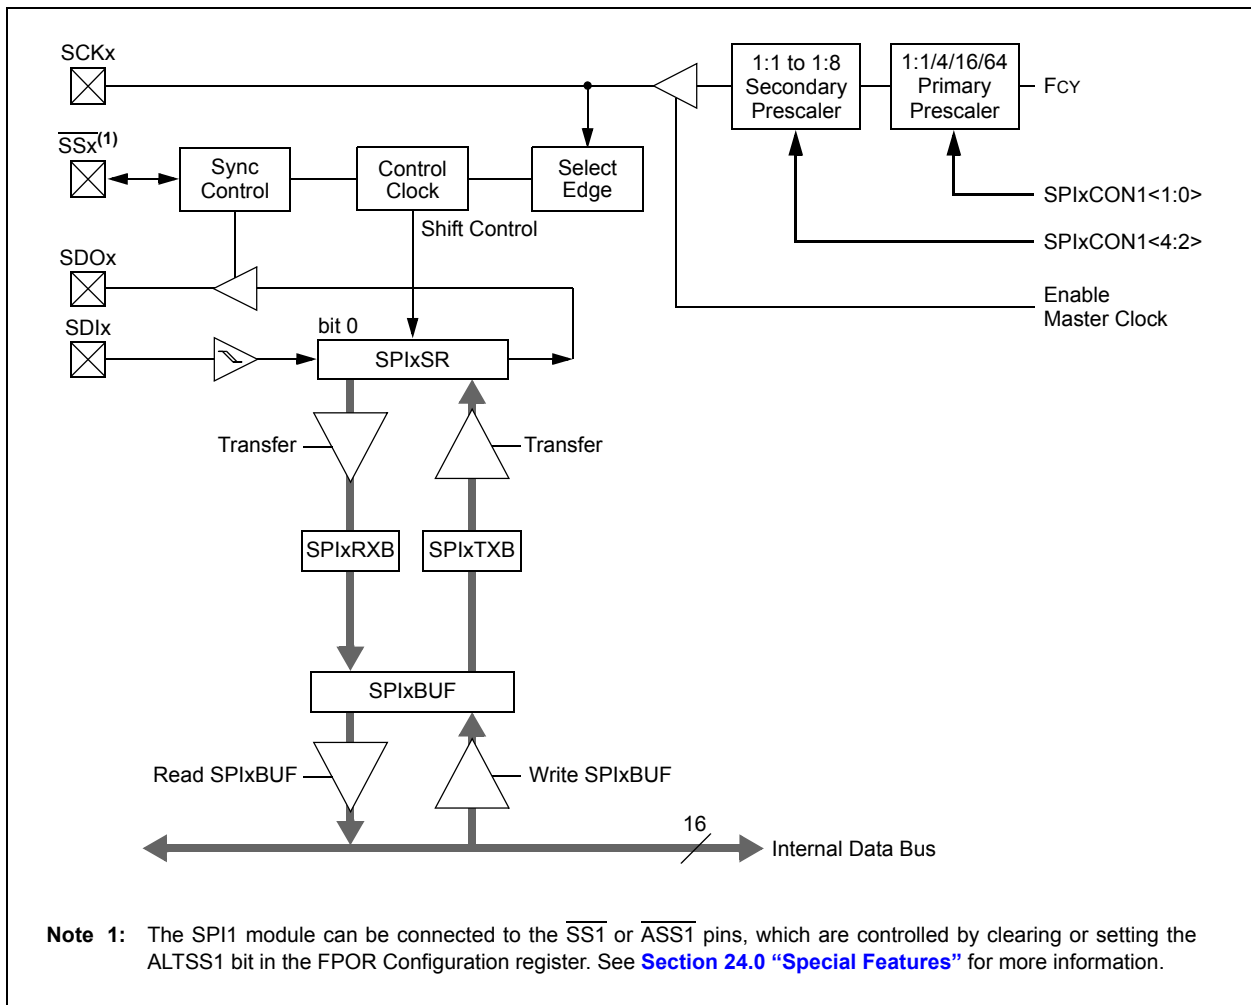 SCKx
1:1 to 1:8
Secondary
Prescaler
1:1/4/16/64
Primary
Prescaler
FCY
SSx(1)
Sync
Control
Control
Clock
Select
Edge
SPIxCON1<1:0>
Shift Control
SPIxCON1<4:2>
SDOx
Enable
Master Clock
SDIx
bit 0
SPIxSR
Transfer
Transfer
SPIxRXB
SPIxTXB
SPIxBUF
Read SPIxBUF
Write SPIxBUF
16
Internal Data Bus
Note 1: The SPI1 module can be connected to the SS1 or ASS1 pins, which are controlled by clearing or setting the
ALTSS1 bit in the FPOR Configuration register. See Section 24.0 “Special Features” for more information.